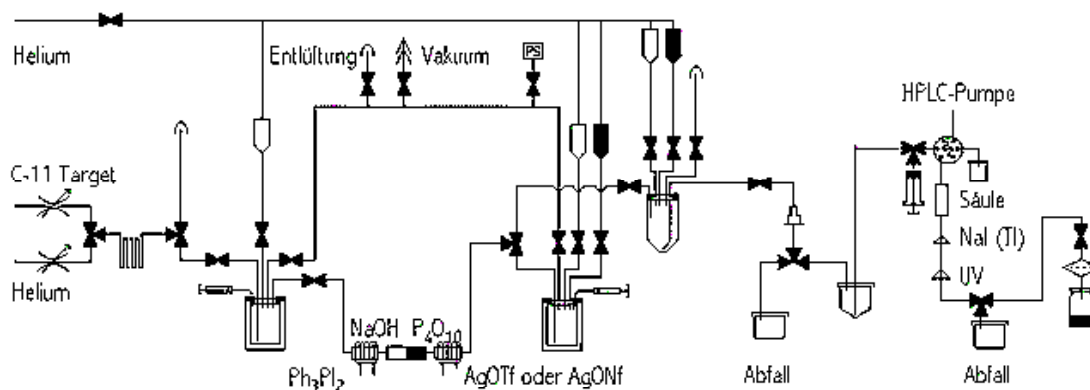 Helium
Entlüftung
Vakuum
PS
HPLC-Pumpe
C-11 Target
Säule
NaI (Tl)
Helium
UV
NaOH
P₄O₁₀
Ph₃PI₂
AgOTf oder AgONf
Abfall
Abfall